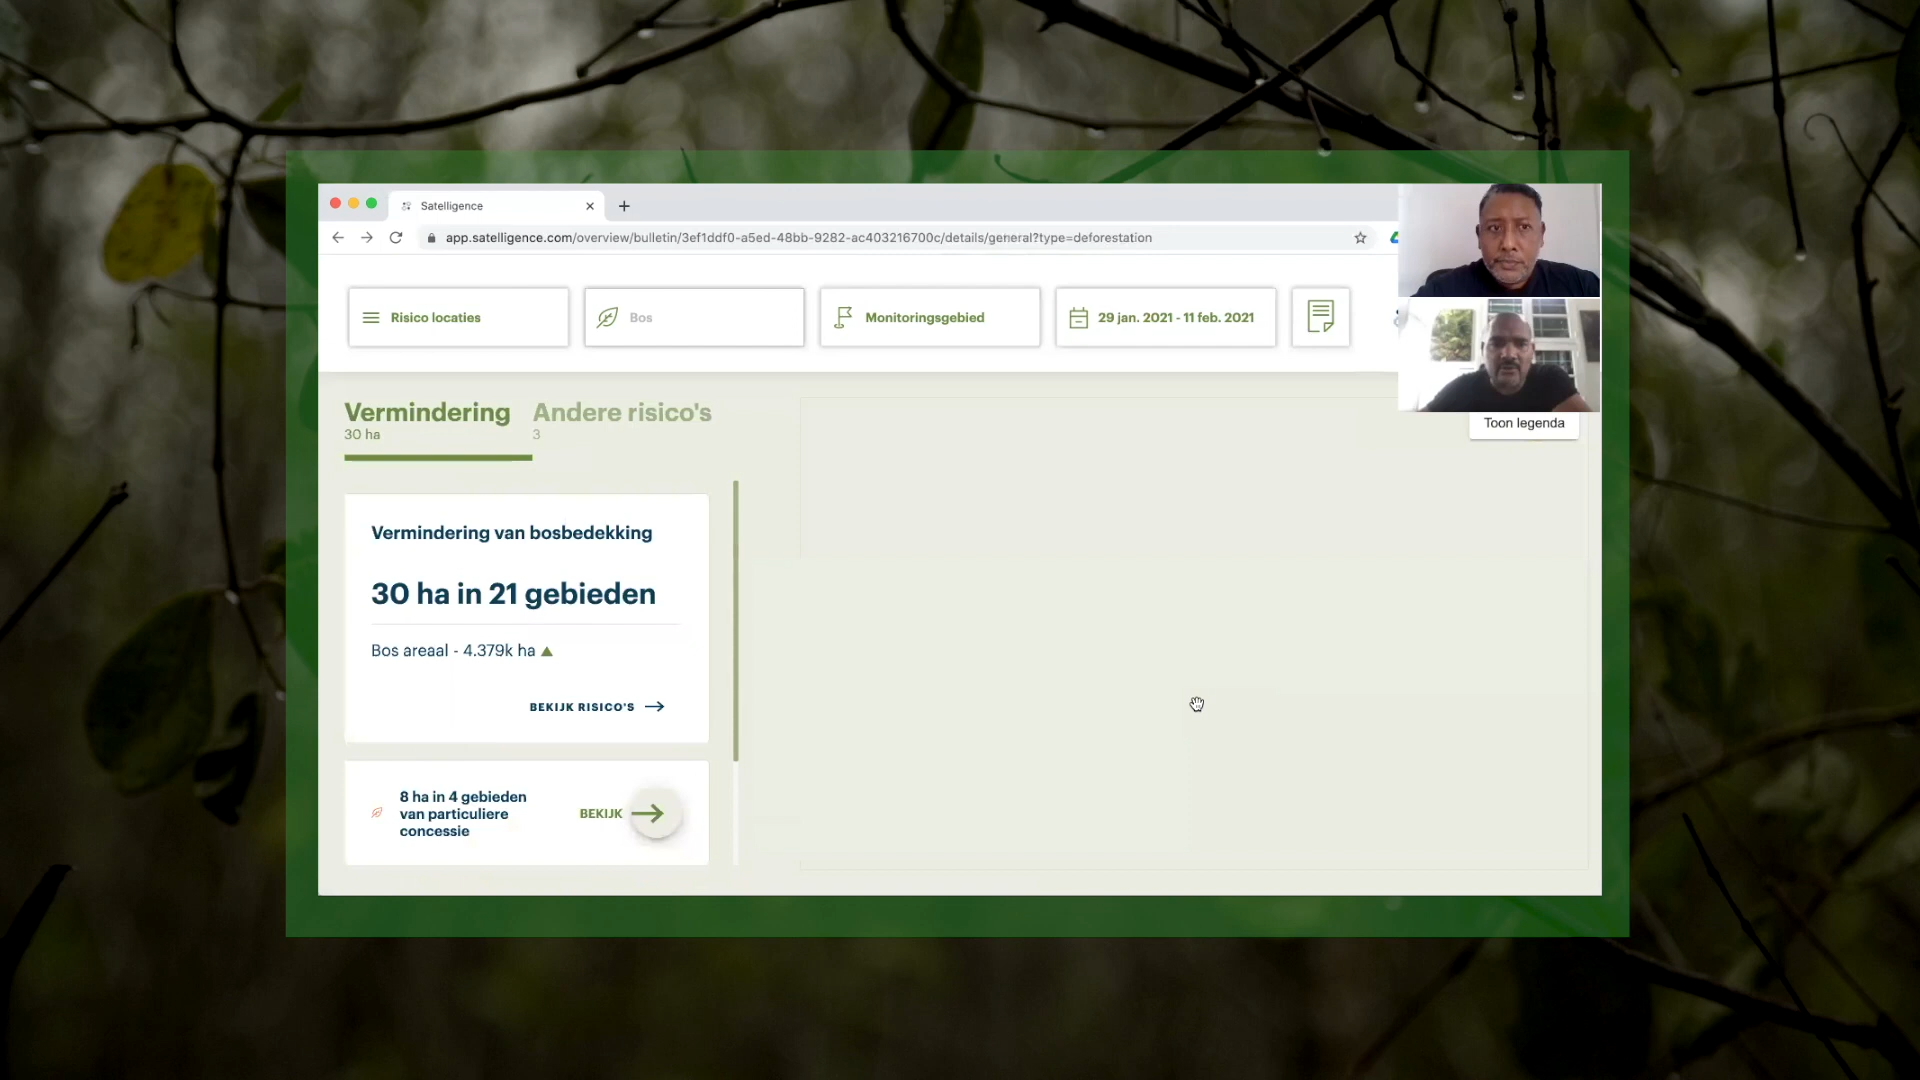 Satelligence
app.satelligence.com/overview/bulletin/3ef1ddf0-a5ed-48bb-9282-ac403216700c/details/general?type=deforestation
Risico locaties
Bos
Monitoringsgebied
29 jan. 2021 - 11 feb. 2021
Vermindering
30 ha
Andere risico's
3
Toon legenda
Vermindering van bosbedekking
30 ha in 21 gebieden
Bos areaal - 4.379k ha
BEKIJK RISICO'S
8 ha in 4 gebieden
van particuliere
concessie
BEKIJK